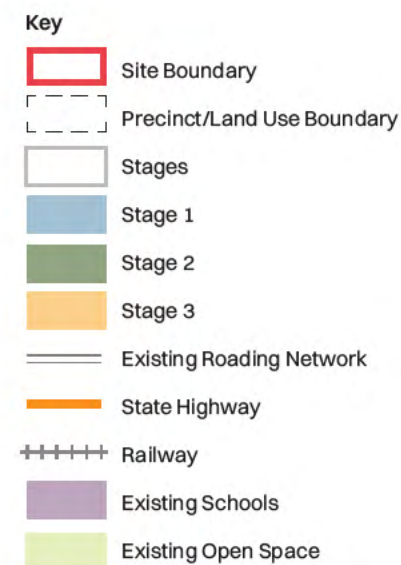 Key
Site Boundary
Precinct/Land Use Boundary
Stages
Stage 1
Stage 2
Stage 3
Existing Roading Network
State Highway
Railway
Existing Schools
Existing Open Space